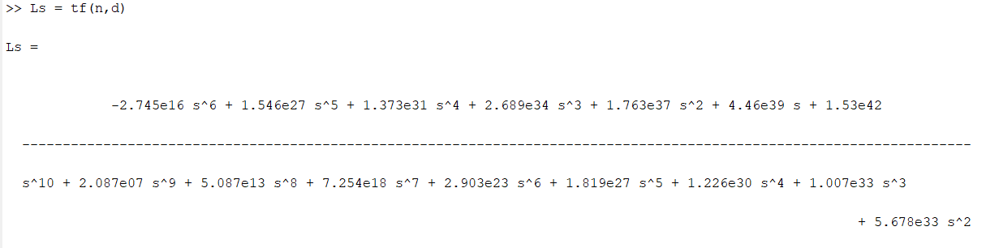 >> Ls = tf(n,d)
Ls =
-2.745e16 s^6 + 1.546e27 s^5 + 1.373e31 s^4 + 2.689e34 s^3 + 1.763e37 s^2 + 4.46e39 s + 1.53e42
---------------------------------------------------------------------------------------------------------------------
s^10 + 2.087e07 s^9 + 5.087e13 s^8 + 7.254e18 s^7 + 2.903e23 s^6 + 1.819e27 s^5 + 1.226e30 s^4 + 1.007e33 s^3
+ 5.678e33 s^2